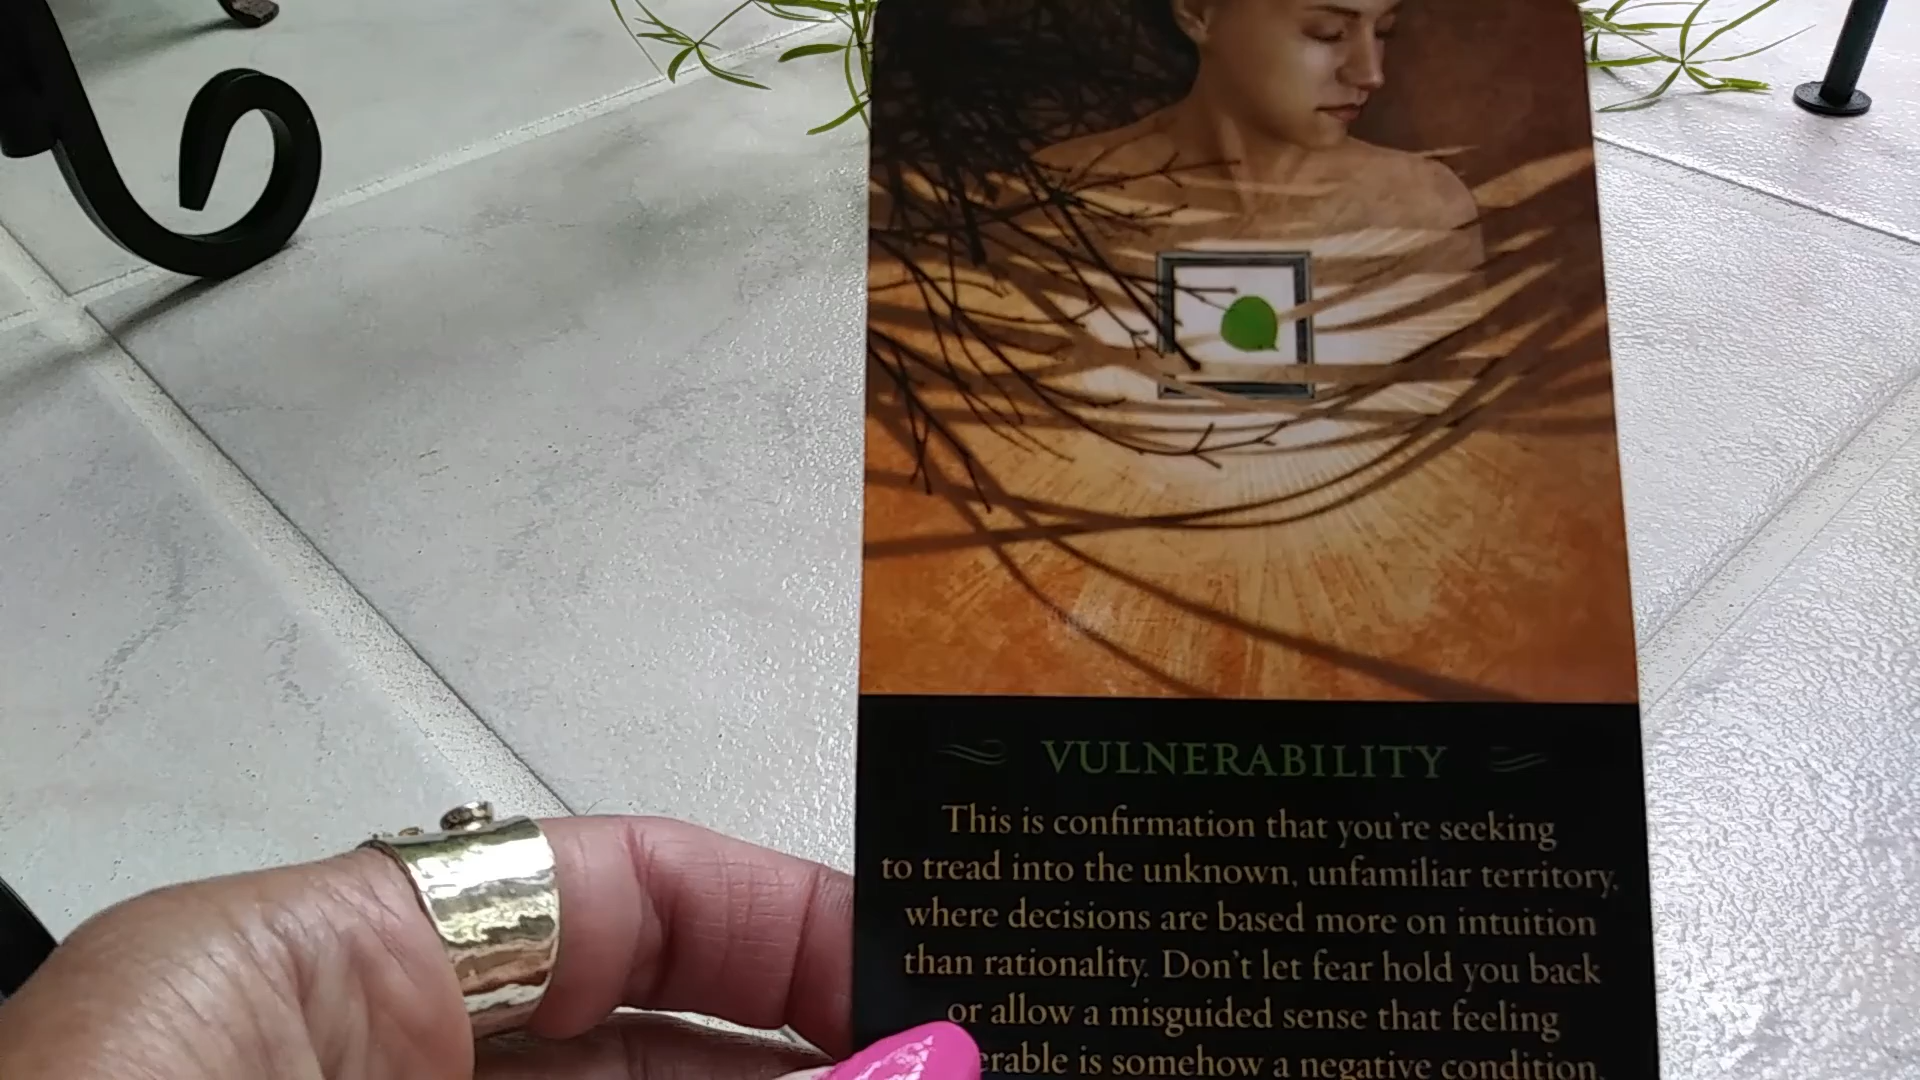 VULNERABILITY
This is confirmation that you're seeking
to tread into the unknown, unfamiliar territory,
where decisions are based more on intuition
than rationality. Don't let fear hold you back
or allow a misguided sense that feeling
erable is somehow a negative condition.